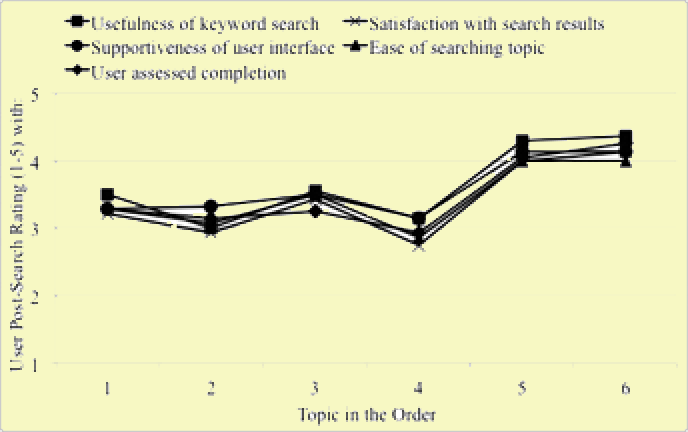 Usefulness of keyword search Satisfaction with search results
Supportiveness of user interface Ease of searching topic
User assessed completion
User Post-Search Rating (1-5) with:
5
4
3
2
1
1 2 3 4 5 6
Topic in the Order